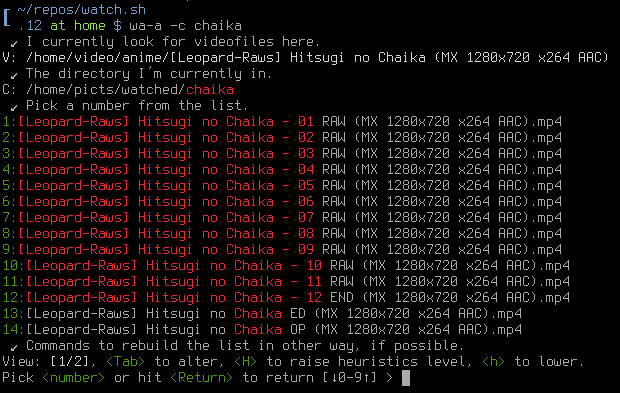 ~/repos/watch.sh
[ .12 at home $ wa-a -c chaika
✔ I currently look for videofiles here.
V: /home/video/anime/[Leopard-Raws] Hitsugi no Chaika (MX 1280x720 x264 AAC)
✔ The directory I´m currently in.
C: /home/picts/watched/chaika
✔ Pick a number from the list.
1:[Leopard-Raws] Hitsugi no Chaika - 01 RAW (MX 1280x720 x264 AAC).mp4
2:[Leopard-Raws] Hitsugi no Chaika - 02 RAW (MX 1280x720 x264 AAC).mp4
3:[Leopard-Raws] Hitsugi no Chaika - 03 RAW (MX 1280x720 x264 AAC).mp4
4:[Leopard-Raws] Hitsugi no Chaika - 04 RAW (MX 1280x720 x264 AAC).mp4
5:[Leopard-Raws] Hitsugi no Chaika - 05 RAW (MX 1280x720 x264 AAC).mp4
6:[Leopard-Raws] Hitsugi no Chaika - 06 RAW (MX 1280x720 x264 AAC).mp4
7:[Leopard-Raws] Hitsugi no Chaika - 07 RAW (MX 1280x720 x264 AAC).mp4
8:[Leopard-Raws] Hitsugi no Chaika - 08 RAW (MX 1280x720 x264 AAC).mp4
9:[Leopard-Raws] Hitsugi no Chaika - 09 RAW (MX 1280x720 x264 AAC).mp4
10:[Leopard-Raws] Hitsugi no Chaika - 10 RAW (MX 1280x720 x264 AAC).mp4
11:[Leopard-Raws] Hitsugi no Chaika - 11 RAW (MX 1280x720 x264 AAC).mp4
12:[Leopard-Raws] Hitsugi no Chaika - 12 END (MX 1280x720 x264 AAC).mp4
13:[Leopard-Raws] Hitsugi no Chaika ED (MX 1280x720 x264 AAC).mp4
14:[Leopard-Raws] Hitsugi no Chaika OP (MX 1280x720 x264 AAC).mp4
✔ Commands to rebuild the list in other way, if possible.
View: [1/2], <Tab> to alter, <H> to raise heuristics level, <h> to lower.
Pick <number> or hit <Return> to return [↓0-9↑] >